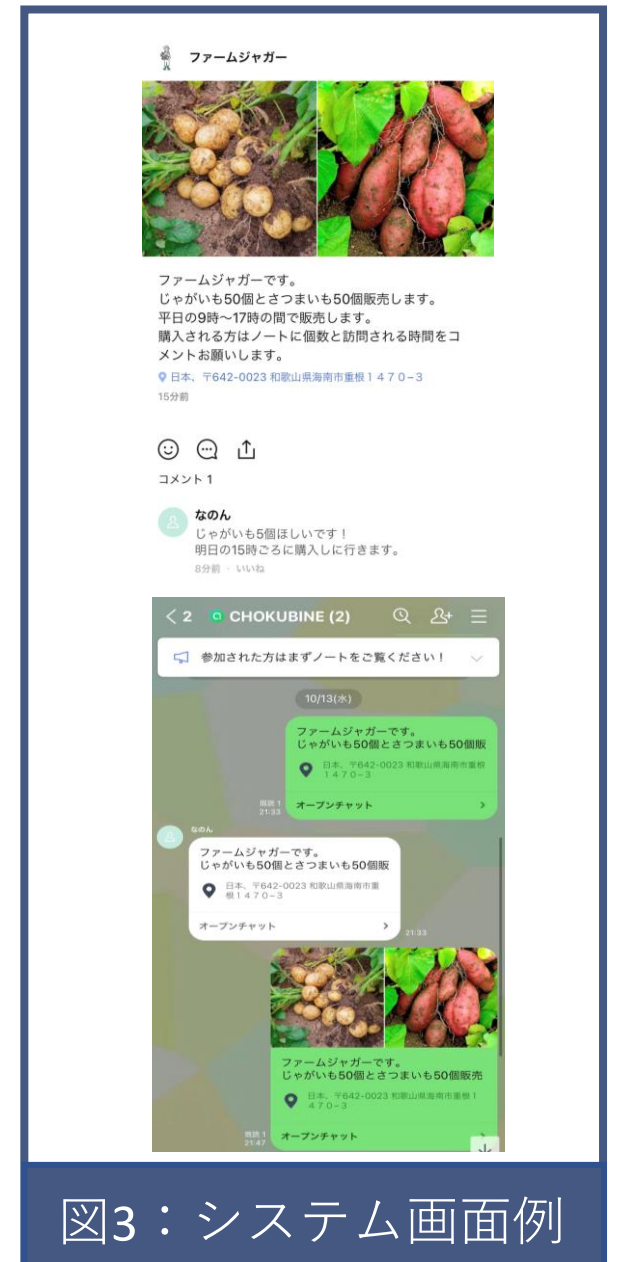 ファームジャガー
ファームジャガーです。
じゃがいも50個とさつまいも50個販売します。
平日の9時〜17時の間で販売します。
購入される方はノートに個数と訪問される時間をコ
メントお願いします。
日本、〒642-0023 和歌山県海南市重根1470−3
15分前
コメント 1
なのん
じゃがいも5個ほしいです！
明日の15時ごろに購入しに行きます。
8分前 · いいね
< 2 CHOKUBINE (2)
参加された方はまずノートをご覧ください！
10/13(水)
ファームジャガーです。
じゃがいも50個とさつまいも50個販
日本、〒642-0023 和歌山県海南市重根
1470−3
既読 1
21:33
オープンチャット
なのん
ファームジャガーです。
じゃがいも50個とさつまいも50個販
日本、〒642-0023 和歌山県海南市重
根1470−3
オープンチャット
21:33
ファームジャガーです。
じゃがいも50個とさつまいも50個販売
日本、〒642-0023 和歌山県海南市重根1
470−3
既読 1
21:47
オープンチャット
図3：システム画面例